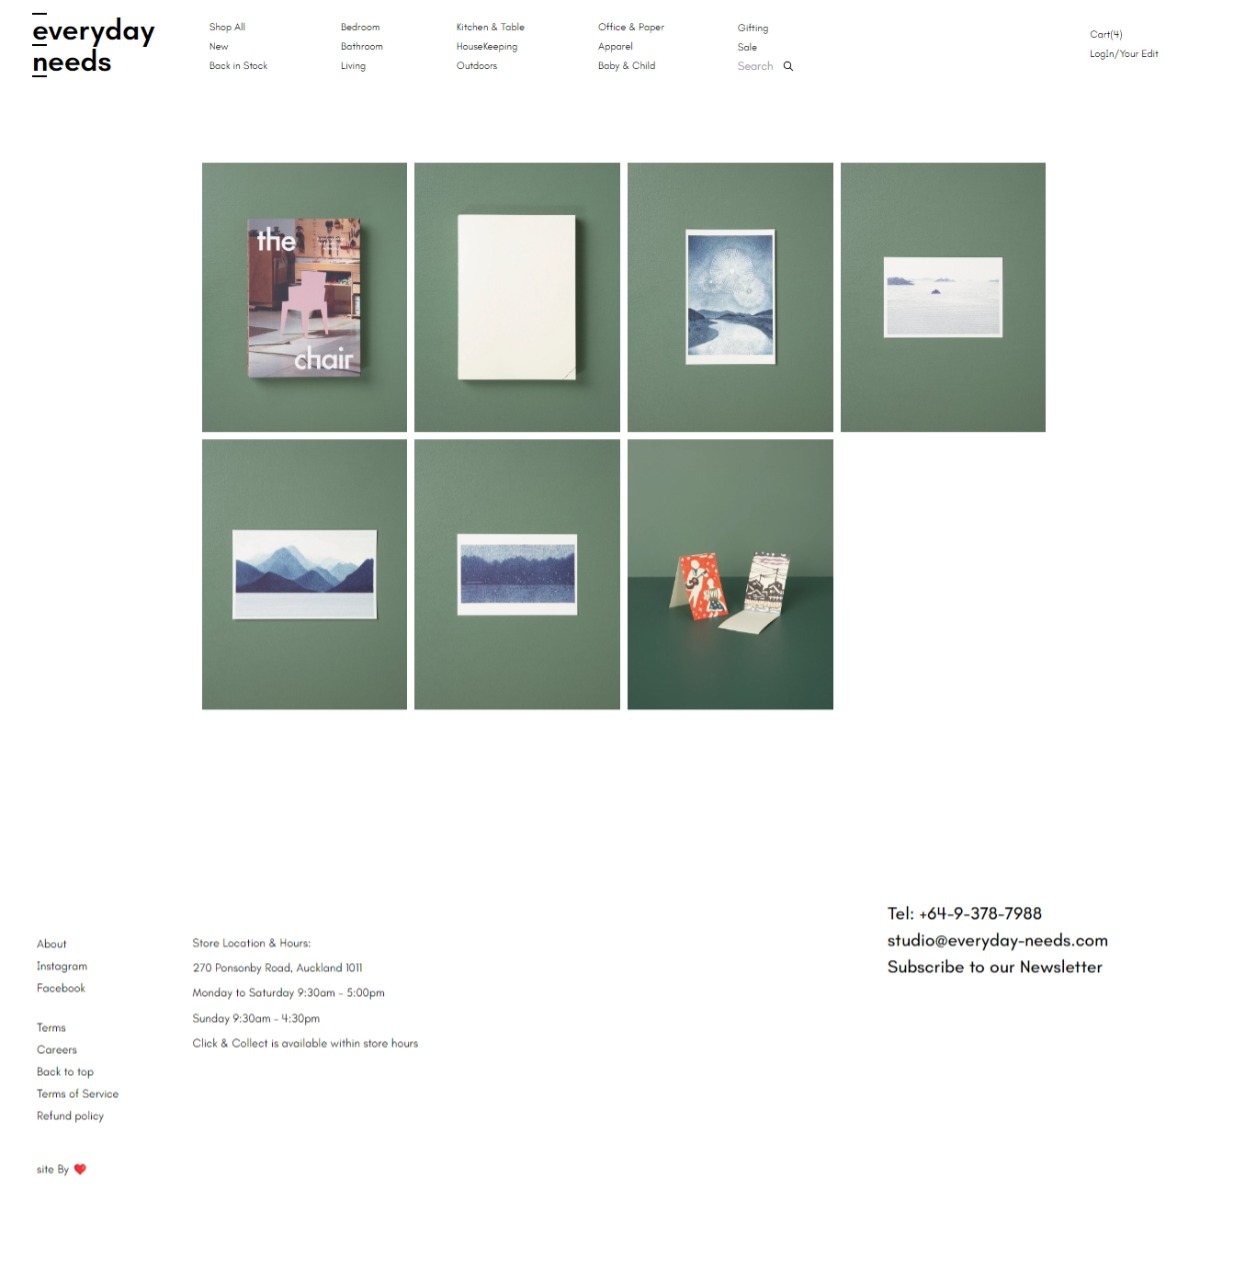 everyday
needs
Shop All
New
Back in Stock
Bedroom
Bathroom
Living
Kitchen & Table
HouseKeeping
Outdoors
Office & Paper
Apparel
Baby & Child
Gifting
Sale
Search
Cart(4)
LogIn/Your Edit
the
chair
Tel: +64-9-378-7988
studio@everyday-needs.com
Subscribe to our Newsletter
About
Instagram
Facebook
Terms
Careers
Back to top
Terms of Service
Refund policy
site By
Store Location & Hours:
270 Ponsonby Road, Auckland 1011
Monday to Saturday 9:30am - 5:00pm
Sunday 9:30am - 4:30pm
Click & Collect is available within store hours